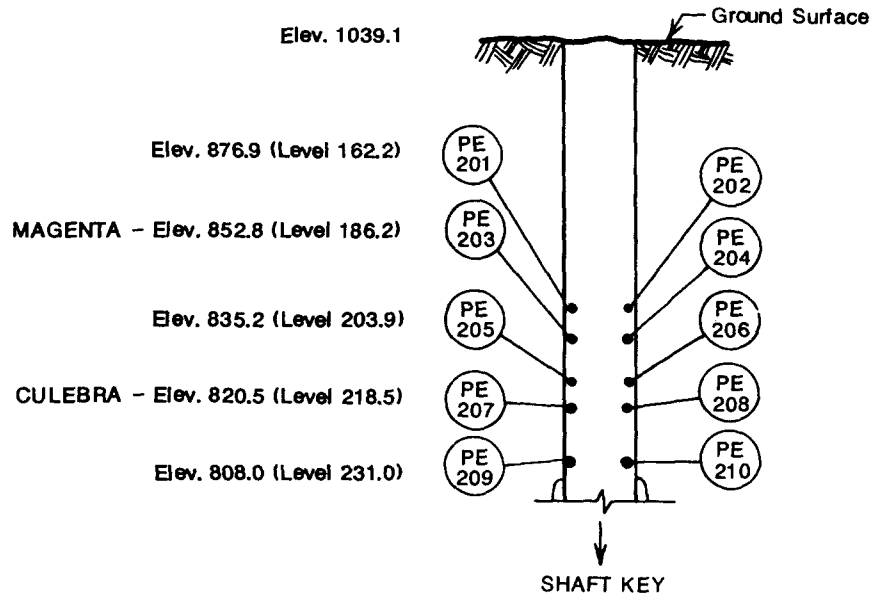 Ground Surface
Elev. 1039.1
Elev. 876.9 (Level 162.2)
PE
201
PE
202
MAGENTA - Elev. 852.8 (Level 186.2)
PE
203
PE
204
Elev. 835.2 (Level 203.9)
PE
205
PE
206
CULEBRA - Elev. 820.5 (Level 218.5)
PE
207
PE
208
Elev. 808.0 (Level 231.0)
PE
209
PE
210
SHAFT KEY